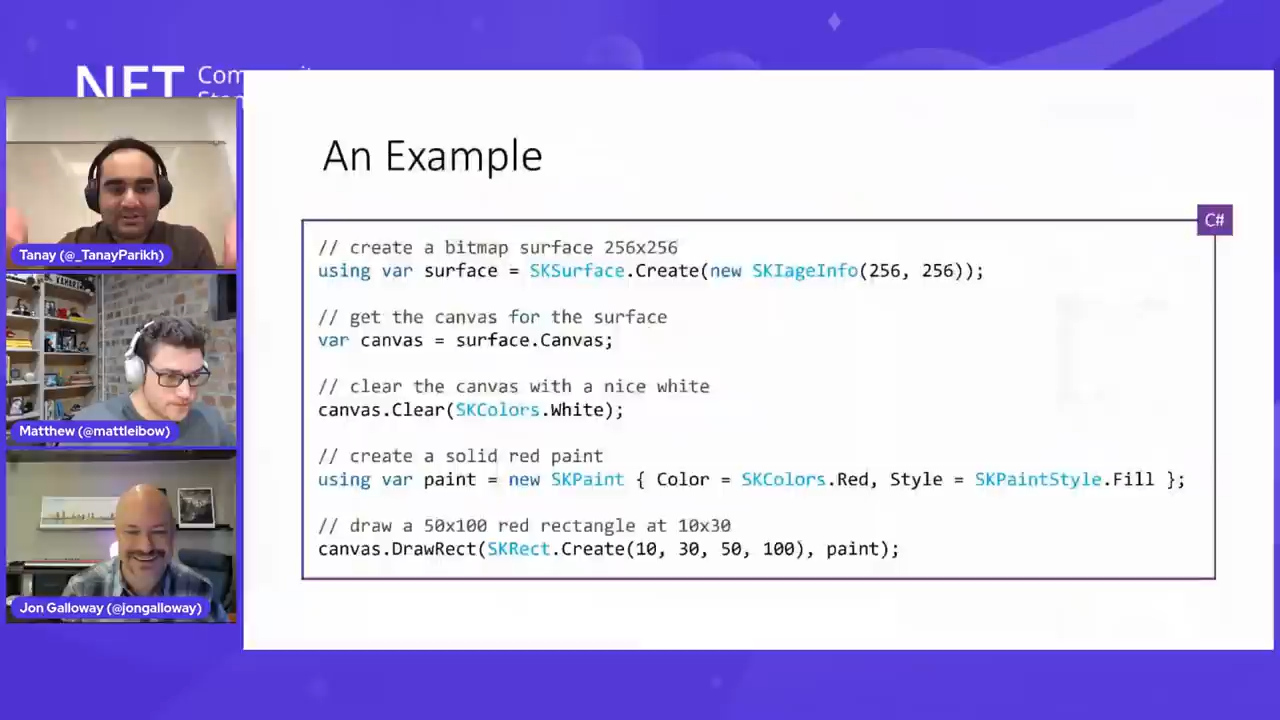 .NET
An Example
C#
// create a bitmap surface 256x256
using var surface = SKSurface.Create(new SKIageInfo(256, 256));
// get the canvas for the surface
var canvas = surface.Canvas;
// clear the canvas with a nice white
canvas.Clear(SKColors.White);
// create a solid red paint
using var paint = new SKPaint { Color = SKColors.Red, Style = SKPaintStyle.Fill };
// draw a 50x100 red rectangle at 10x30
canvas.DrawRect(SKRect.Create(10, 30, 50, 100), paint);
Tanay (@_TanayParikh)
Matthew (@mattleibow)
Jon Galloway (@jongalloway)